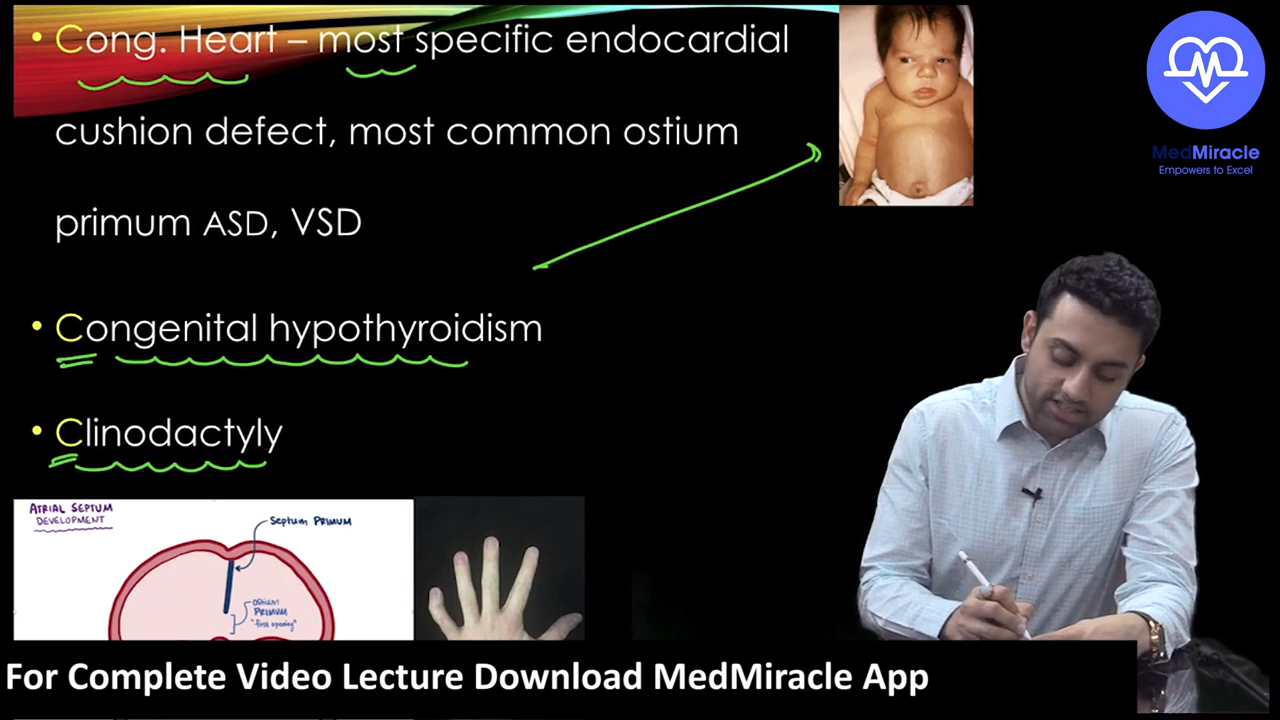 • Cong. Heart – most specific endocardial
cushion defect, most common ostium
primum ASD, VSD
• Congenital hypothyroidism
• Clinodactyly
MedMiracle
Empowers to Excel
ATRIAL SEPTUM
DEVELOPMENT
SEPTUM PRIMUM
OSTIUM
PRIMUM
"first opening"
For Complete Video Lecture Download MedMiracle App